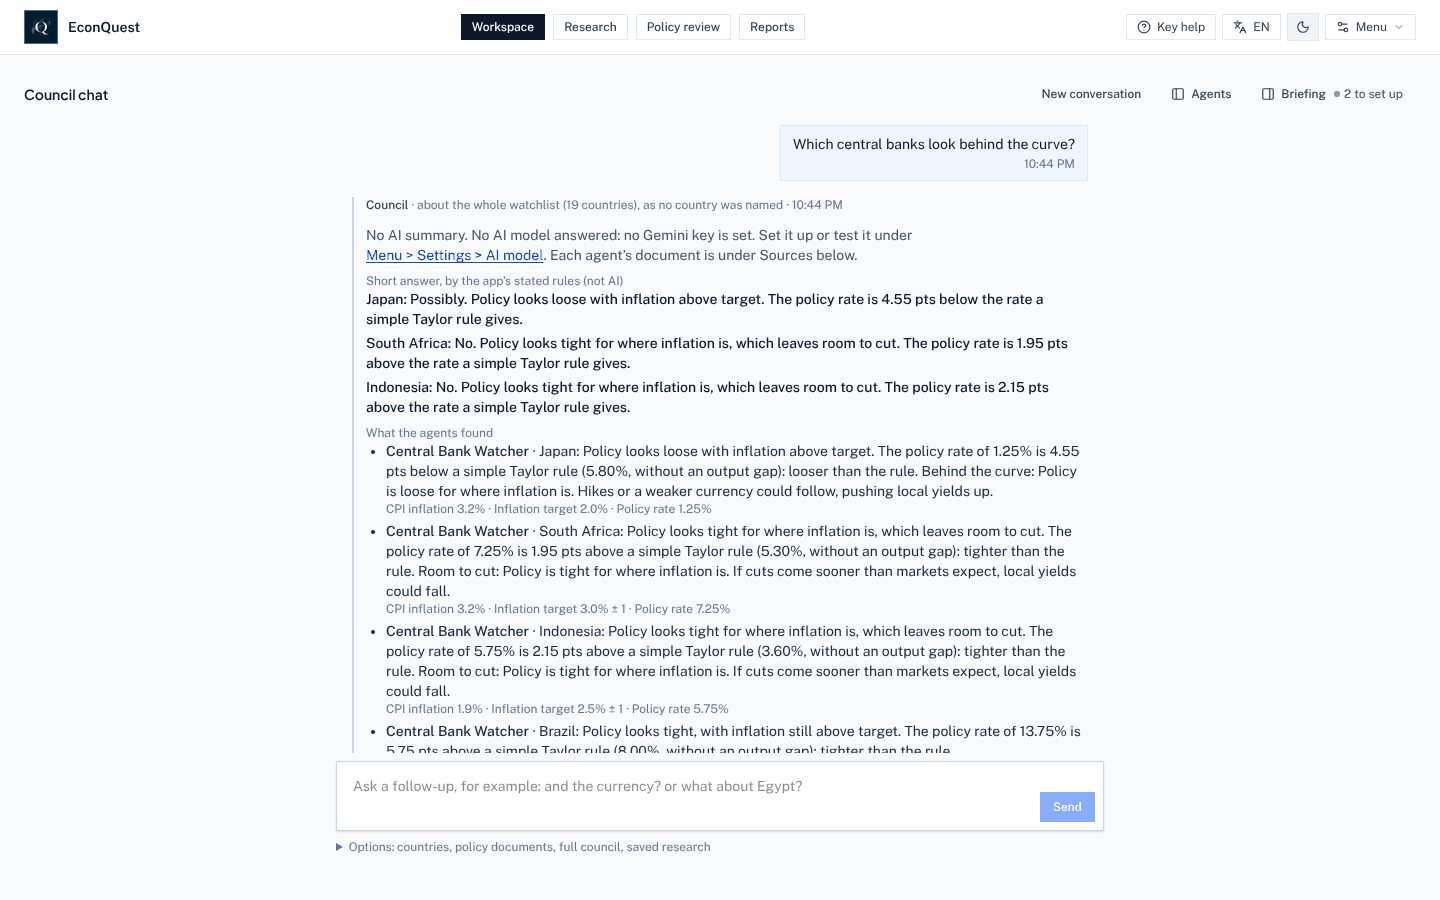 EconQuest
Workspace
Research
Policy review
Reports
Key help
EN
Menu
Council chat
New conversation
Agents
Briefing
2 to set up
Which central banks look behind the curve?
10:44 PM
Council · about the whole watchlist (19 countries), as no country was named · 10:44 PM
No AI summary. No AI model answered: no Gemini key is set. Set it up or test it under
Menu > Settings > AI model. Each agent’s document is under Sources below.
Short answer, by the app’s stated rules (not AI)
Japan: Possibly. Policy looks loose with inflation above target. The policy rate is 4.55 pts below the rate a
simple Taylor rule gives.
South Africa: No. Policy looks tight for where inflation is, which leaves room to cut. The policy rate is 1.95 pts
above the rate a simple Taylor rule gives.
Indonesia: No. Policy looks tight for where inflation is, which leaves room to cut. The policy rate is 2.15 pts
above the rate a simple Taylor rule gives.
What the agents found
• Central Bank Watcher · Japan: Policy looks loose with inflation above target. The policy rate of 1.25% is 4.55
pts below a simple Taylor rule (5.80%, without an output gap): looser than the rule. Behind the curve: Policy
is loose for where inflation is. Hikes or a weaker currency could follow, pushing local yields up.
CPI inflation 3.2% · Inflation target 2.0% · Policy rate 1.25%
• Central Bank Watcher · South Africa: Policy looks tight for where inflation is, which leaves room to cut. The
policy rate of 7.25% is 1.95 pts above a simple Taylor rule (5.30%, without an output gap): tighter than the
rule. Room to cut: Policy is tight for where inflation is. If cuts come sooner than markets expect, local yields
could fall.
CPI inflation 3.2% · Inflation target 3.0% ± 1 · Policy rate 7.25%
• Central Bank Watcher · Indonesia: Policy looks tight for where inflation is, which leaves room to cut. The
policy rate of 5.75% is 2.15 pts above a simple Taylor rule (3.60%, without an output gap): tighter than the
rule. Room to cut: Policy is tight for where inflation is. If cuts come sooner than markets expect, local yields
could fall.
CPI inflation 1.9% · Inflation target 2.5% ± 1 · Policy rate 5.75%
• Central Bank Watcher · Brazil: Policy looks tight, with inflation still above target. The policy rate of 13.75% is
5.75 pts above a simple Taylor rule (8.00%, without an output gap): tighter than the rule.
Ask a follow-up, for example: and the currency? or what about Egypt?
Send
Options: countries, policy documents, full council, saved research